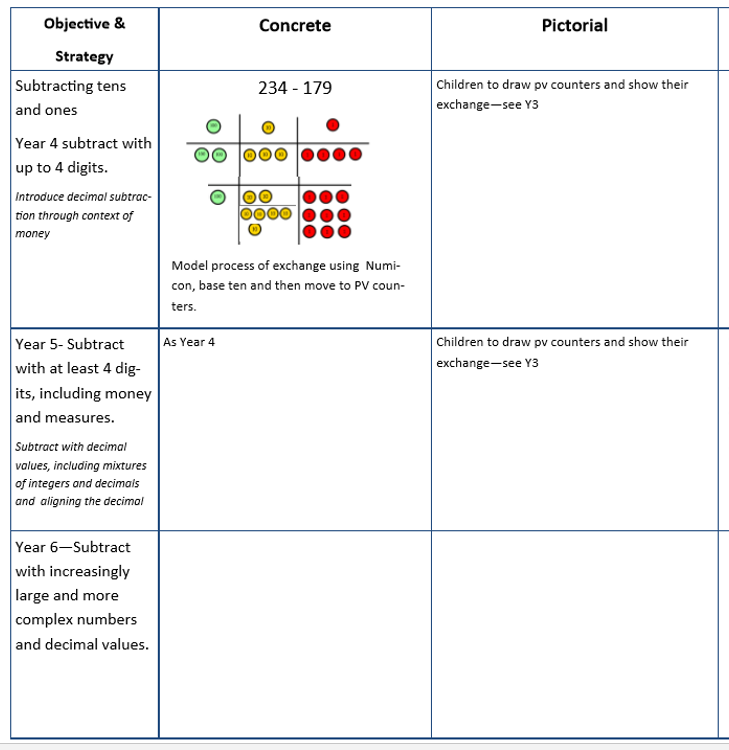 Objective &
Strategy
Concrete
Pictorial
Subtracting tens
and ones
Year 4 subtract with
up to 4 digits.
Introduce decimal subtrac-
tion through context of
money
234 - 179
Model process of exchange using Numi-
con, base ten and then move to PV coun-
ters.
Children to draw pv counters and show their
exchange—see Y3
Year 5- Subtract
with at least 4 dig-
its, including money
and measures.
Subtract with decimal
values, including mixtures
of integers and decimals
and aligning the decimal
As Year 4
Children to draw pv counters and show their
exchange—see Y3
Year 6—Subtract
with increasingly
large and more
complex numbers
and decimal values.